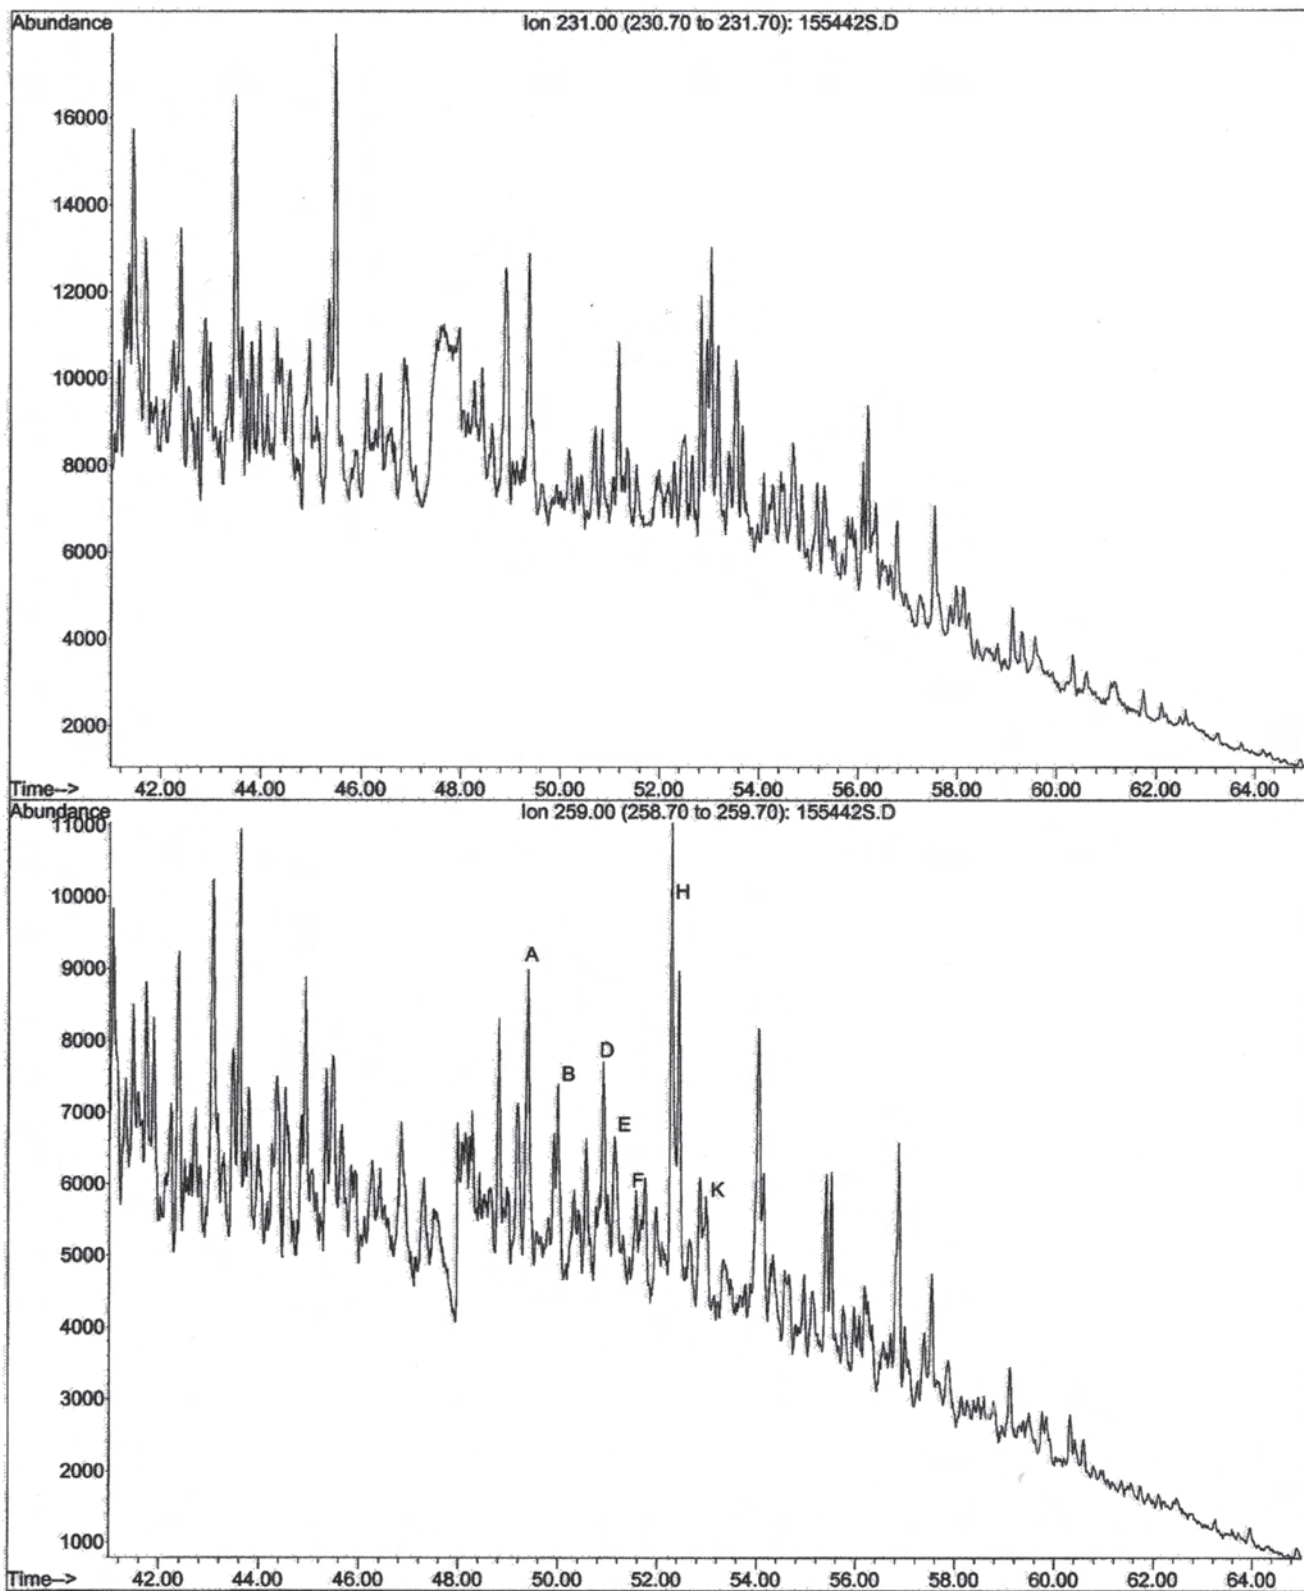 Abundance Ion 231.00 (230.70 to 231.70): 155442S.D
16000
14000
12000
10000
8000
6000
4000
2000
Time--> 42.00 44.00 46.00 48.00 50.00 52.00 54.00 56.00 58.00 60.00 62.00 64.00
Abundance Ion 259.00 (258.70 to 259.70): 155442S.D
11000
10000
9000
8000
7000
6000
5000
4000
3000
2000
1000
H
A
D
B
E
F
K
Time--> 42.00 44.00 46.00 48.00 50.00 52.00 54.00 56.00 58.00 60.00 62.00 64.00